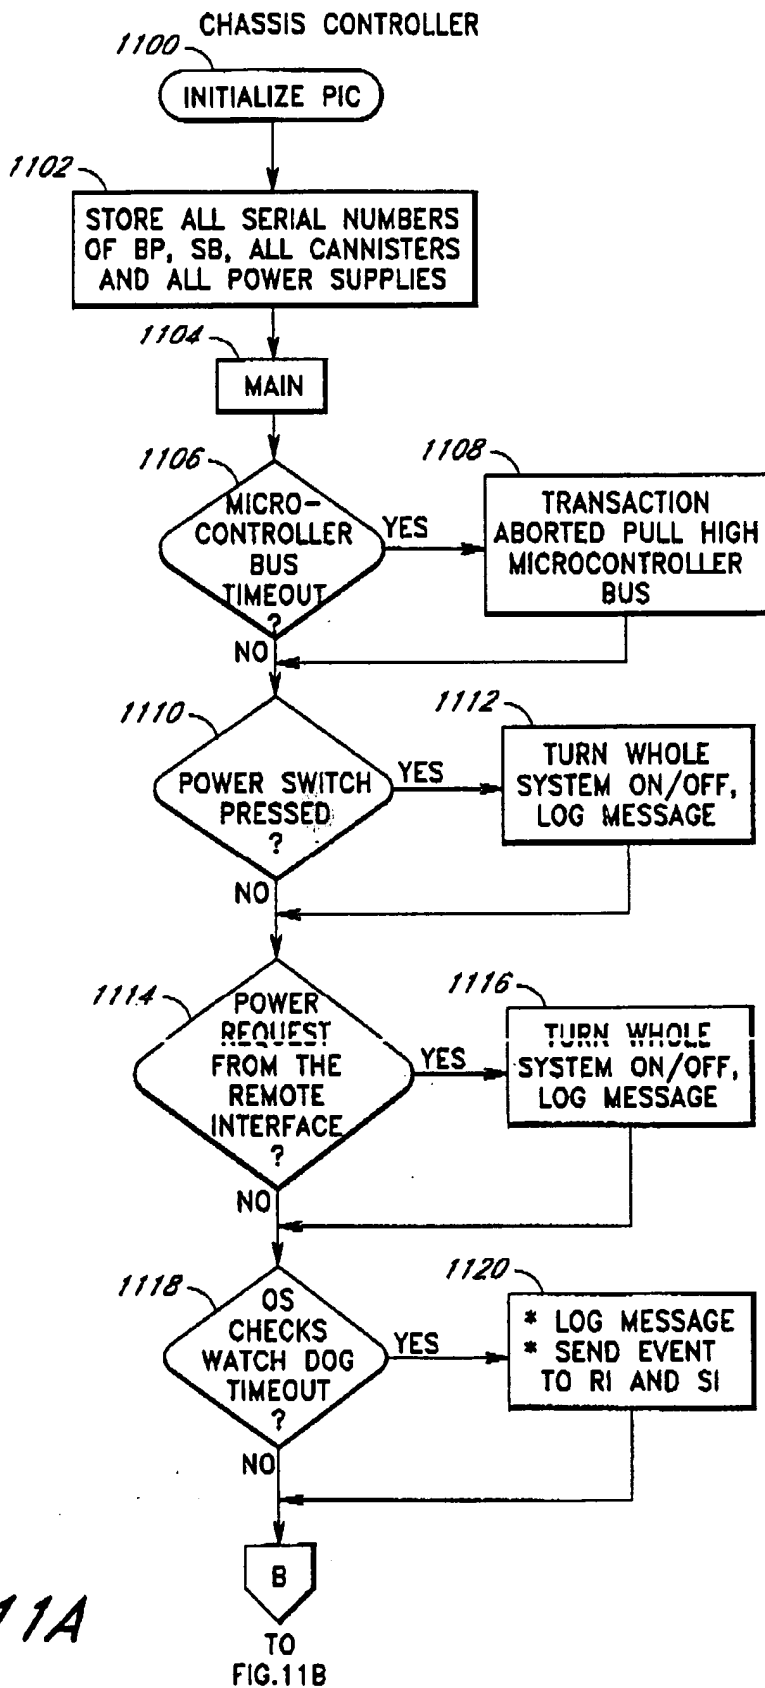 CHASSIS CONTROLLER
1100
INITIALIZE PIC
1102
STORE ALL SERIAL NUMBERS
OF BP, SB, ALL CANNISTERS
AND ALL POWER SUPPLIES
1104
MAIN
1106
MICRO-
CONTROLLER
BUS
TIMEOUT
?
YES
NO
1108
TRANSACTION
ABORTED PULL HIGH
MICROCONTROLLER
BUS
1110
POWER SWITCH
PRESSED
?
YES
NO
1112
TURN WHOLE
SYSTEM ON/OFF,
LOG MESSAGE
1114
POWER
REQUEST
FROM THE
REMOTE
INTERFACE
?
YES
NO
1116
TURN WHOLE
SYSTEM ON/OFF,
LOG MESSAGE
1118
OS
CHECKS
WATCH DOG
TIMEOUT
?
YES
NO
1120
* LOG MESSAGE
* SEND EVENT
TO RI AND SI
B
TO
FIG.11B
11A